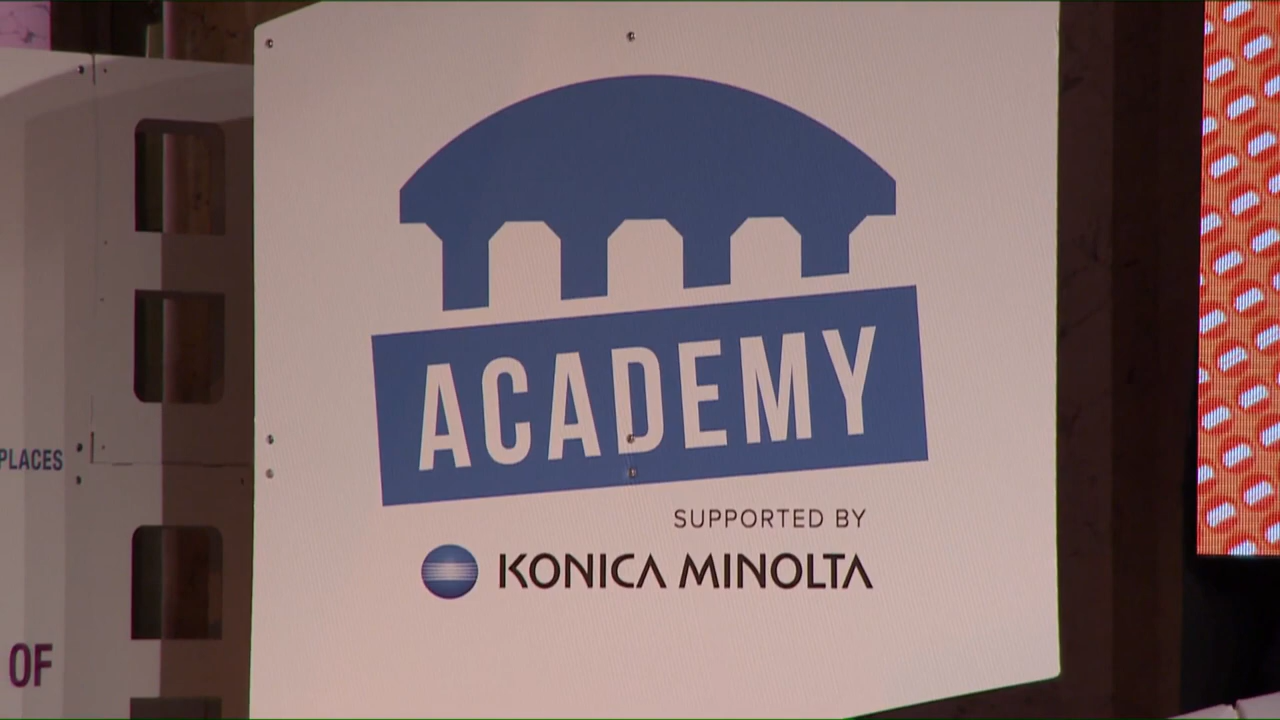 ACADEMY
SUPPORTED BY
KONICA MINOLTA
PLACES
OF